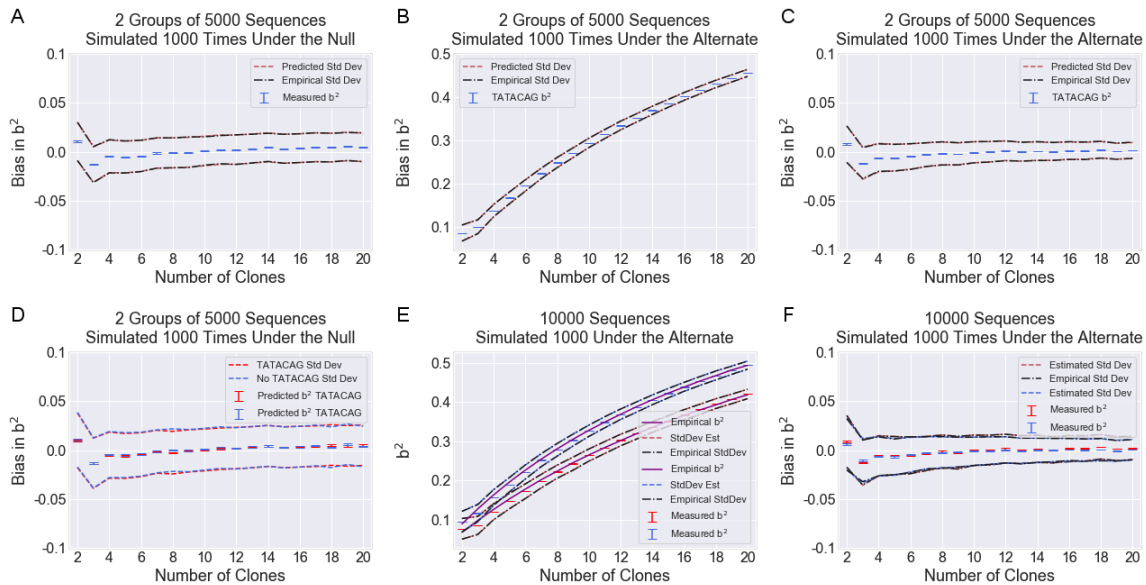 A
2 Groups of 5000 Sequences
Simulated 1000 Times Under the Null
Bias in b²
0.1
0.05
0.0
-0.05
-0.1
Predicted Std Dev
Empirical Std Dev
Measured b²
2 4 6 8 10 12 14 16 18 20
Number of Clones
B
2 Groups of 5000 Sequences
Simulated 1000 Times Under the Alternate
Bias in b²
0.5
0.4
0.3
0.2
0.1
Predicted Std Dev
Empirical Std Dev
TATACAG b²
2 4 6 8 10 12 14 16 18 20
Number of Clones
C
2 Groups of 5000 Sequences
Simulated 1000 Times Under the Alternate
Bias in b²
0.1
0.05
0.0
-0.05
-0.1
Predicted Std Dev
Empirical Std Dev
TATACAG b²
2 4 6 8 10 12 14 16 18 20
Number of Clones
D
2 Groups of 5000 Sequences
Simulated 1000 Times Under the Null
Bias in b²
0.1
0.05
0.0
-0.05
-0.1
TATACAG Std Dev
No TATACAG Std Dev
Predicted b² TATACAG
Predicted b² TATACAG
2 4 6 8 10 12 14 16 18 20
Number of Clones
E
10000 Sequences
Simulated 1000 Under the Alternate
b²
0.5
0.4
0.3
0.2
0.1
Empirical b²
StdDev Est
Empirical StdDev
Empirical b²
StdDev Est
Empirical StdDev
Measured b²
Measured b²
2 4 6 8 10 12 14 16 18 20
Number of Clones
F
10000 Sequences
Simulated 1000 Times Under the Alternate
Bias in b²
0.1
0.05
0.0
-0.05
-0.1
Estimated Std Dev
Empirical Std Dev
Estimated Std Dev
Measured b²
Measured b²
2 4 6 8 10 12 14 16 18 20
Number of Clones